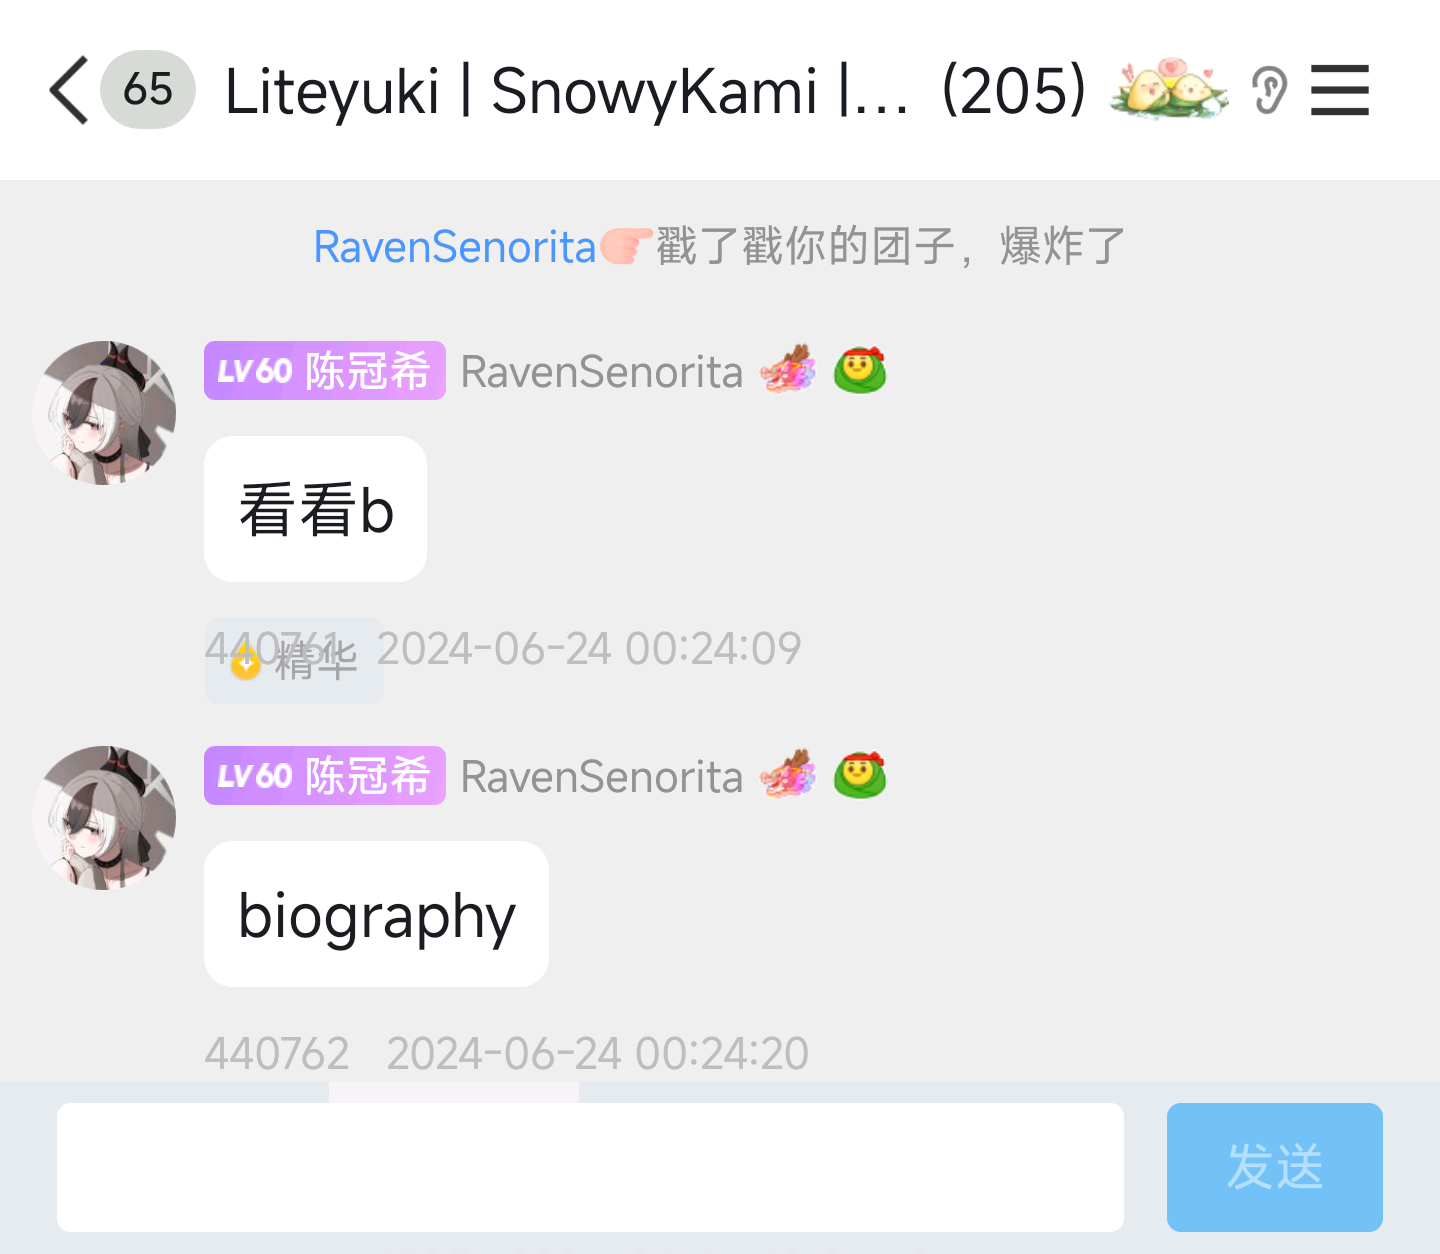 65 Liteyuki | SnowyKami |... (205)
RavenSenorita戳了戳你的团子，爆炸了
LV60 陈冠希 RavenSenorita
看看b
440761 2024-06-24 00:24:09
精华
LV60 陈冠希 RavenSenorita
biography
440762 2024-06-24 00:24:20
发送